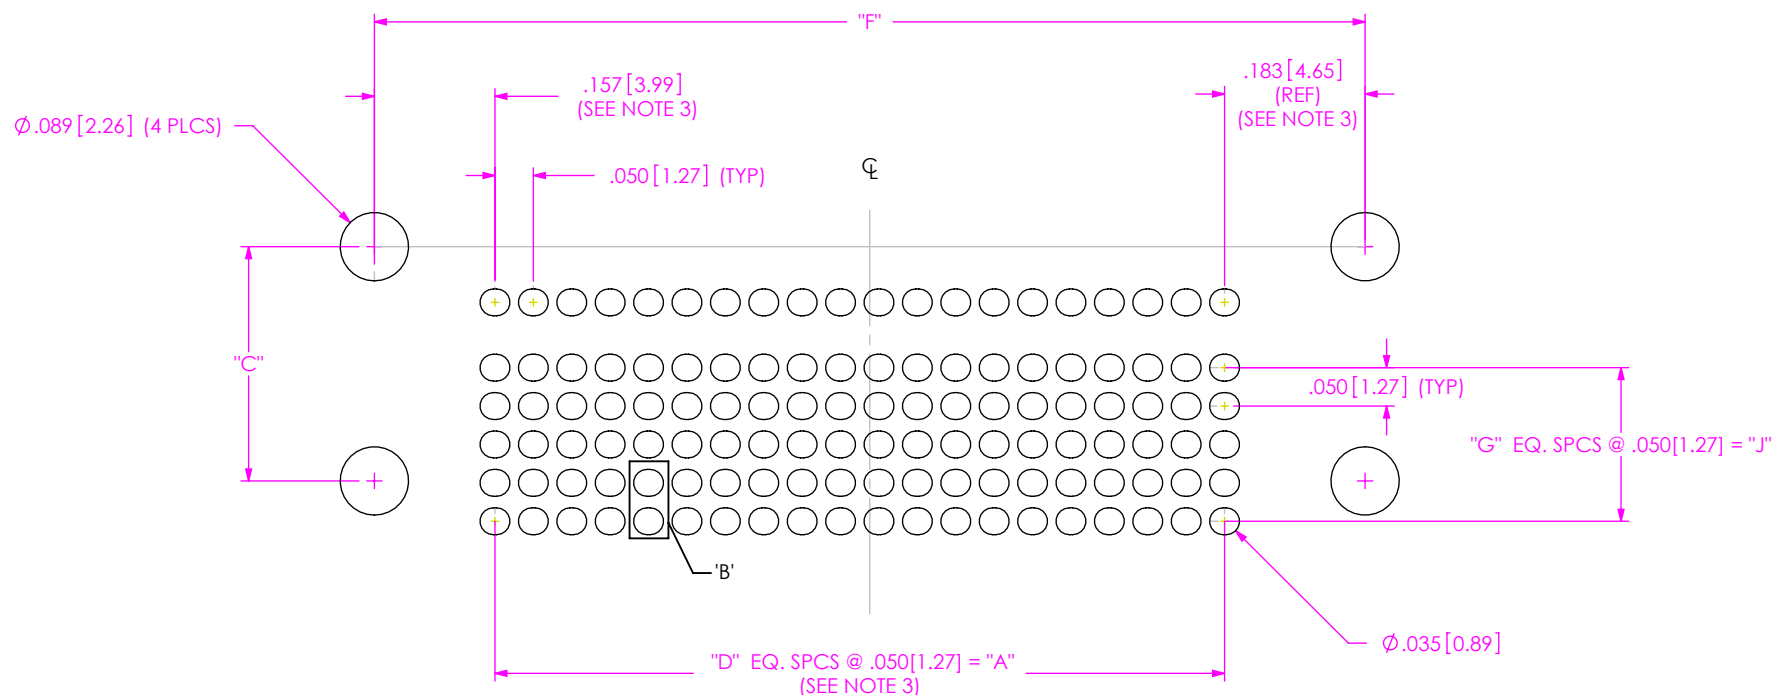 "F"
.157[3.99]
(SEE NOTE 3)
.183[4.65]
(REF)
(SEE NOTE 3)
Ø.089[2.26] (4 PLCS)
.050[1.27] (TYP)
℄
"C"
.050[1.27] (TYP)
"G" EQ. SPCS @ .050[1.27] = "J"
'B'
Ø.035[0.89]
"D" EQ. SPCS @ .050[1.27] = "A"
(SEE NOTE 3)